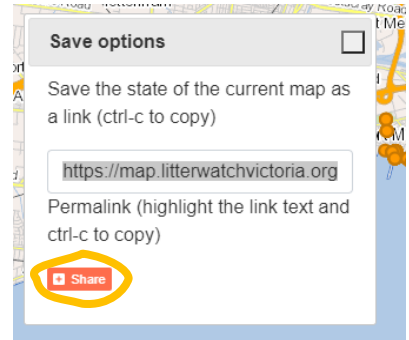 Save options
Save the state of the current map as
a link (ctrl-c to copy)
https://map.litterwatchvictoria.org
Permalink (highlight the link text and
ctrl-c to copy)
Share